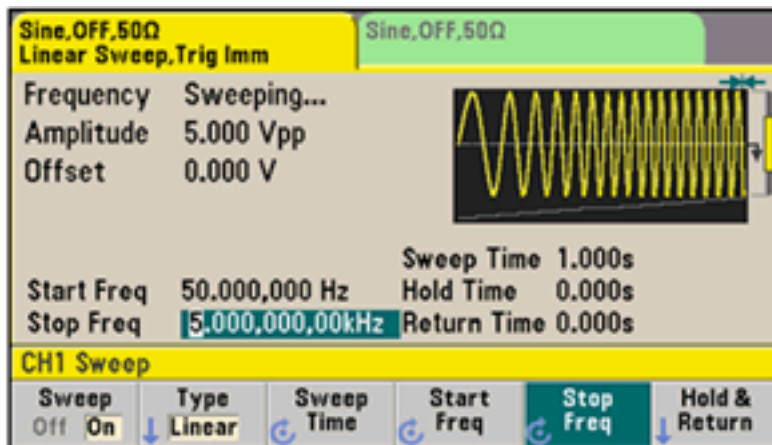 Sine,OFF,50Ω
Linear Sweep,Trig Imm
Sine,OFF,50Ω
Frequency Sweeping...
Amplitude 5.000 Vpp
Offset 0.000 V
Sweep Time 1.000s
Start Freq 50.000,000 Hz Hold Time 0.000s
Stop Freq 5.000,000,00kHz Return Time 0.000s
CH1 Sweep
Sweep Off On
Type Linear
Sweep Time
Start Freq
Stop Freq
Hold & Return